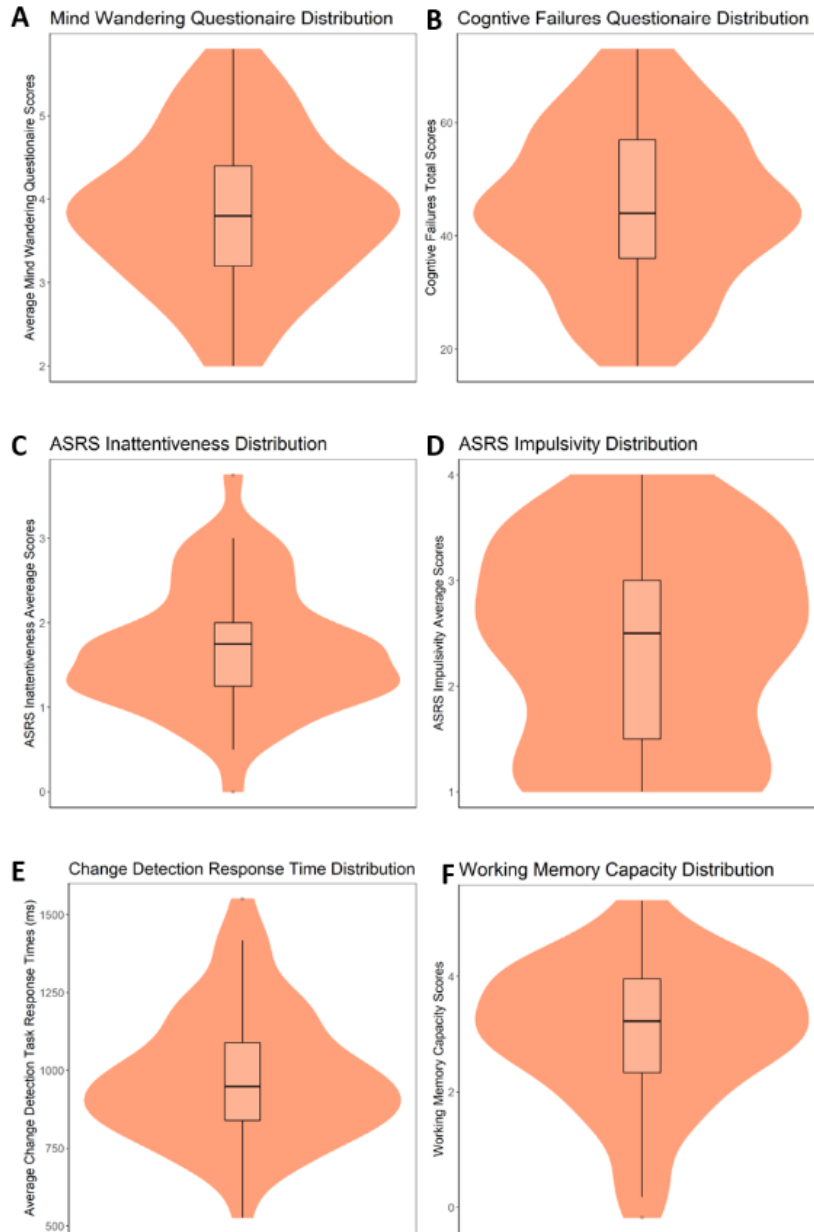 A Mind Wandering Questionaire Distribution
Average Mind Wandering Questionaire Scores
5
4
3
2
B Cogntive Failures Questionaire Distribution
Cogntive Failures Total Scores
60
40
20
C ASRS Inattentiveness Distribution
ASRS Inattentiveness Avereage Scores
3
2
1
0
D ASRS Impulsivity Distribution
ASRS Impulsivity Average Scores
4
3
2
1
E Change Detection Response Time Distribution
Average Change Detection Task Response Times (ms)
1500
1250
1000
750
500
F Working Memory Capacity Distribution
Working Memory Capacity Scores
4
2
0